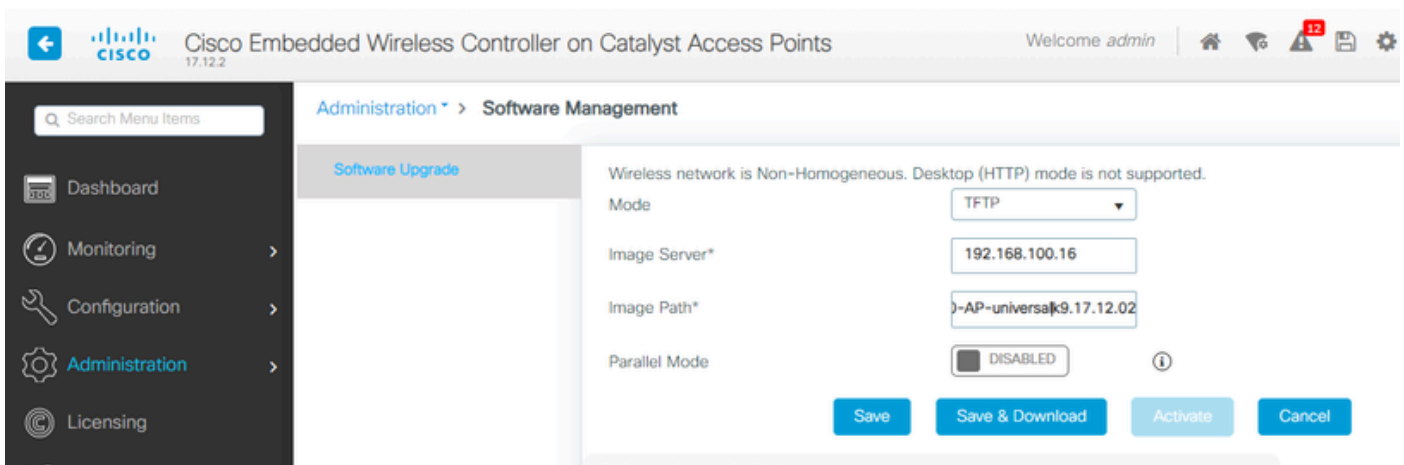 cisco
Cisco Embedded Wireless Controller on Catalyst Access Points
17.12.2
Welcome admin
12
Search Menu Items
Dashboard
Monitoring
Configuration
Administration
Licensing
Administration > Software Management
Software Upgrade
Wireless network is Non-Homogeneous. Desktop (HTTP) mode is not supported.
Mode
TFTP
Image Server*
192.168.100.16
Image Path*
-AP-universalk9.17.12.02
Parallel Mode
DISABLED
Save
Save & Download
Activate
Cancel